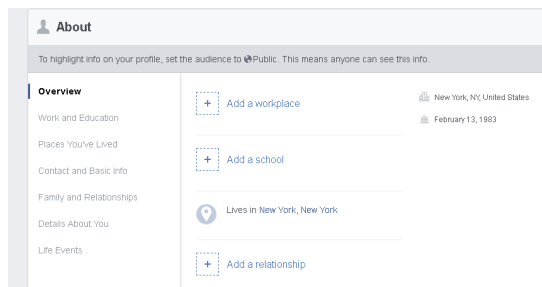 About
To highlight info on your profile, set the audience to Public. This means anyone can see this info.
Overview
Work and Education
Places You've Lived
Contact and Basic Info
Family and Relationships
Details About You
Life Events
+ Add a workplace
+ Add a school
Lives in New York, New York
+ Add a relationship
New York, NY, United States
February 13, 1983